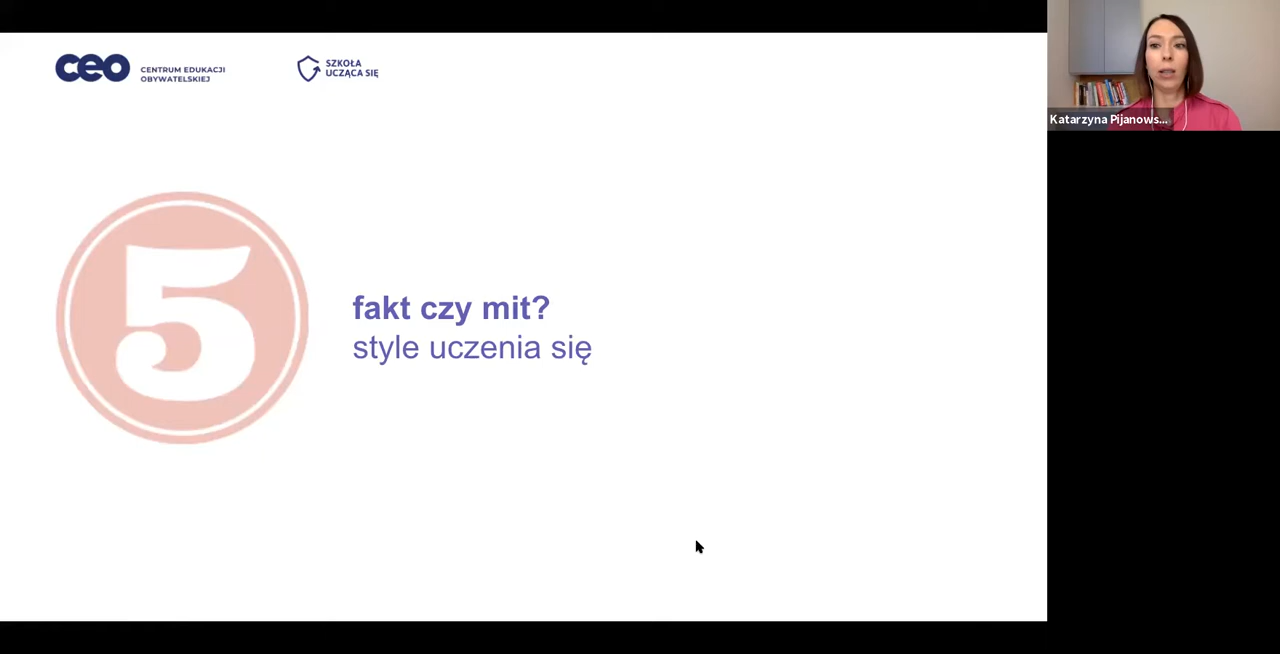 ceo
CENTRUM EDUKACJI
OBYWATELSKIEJ
SZKOŁA
UCZĄCA SIĘ
Katarzyna Pijanows...
5
fakt czy mit?
style uczenia się